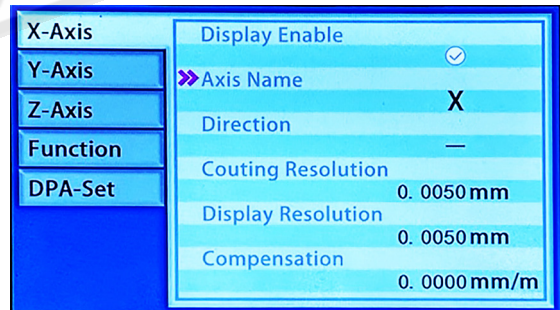 X-Axis
Y-Axis
Z-Axis
Function
DPA-Set
Display Enable
Axis Name
X
Direction
—
Couting Resolution
0. 0050 mm
Display Resolution
0. 0050 mm
Compensation
0. 0000 mm/m